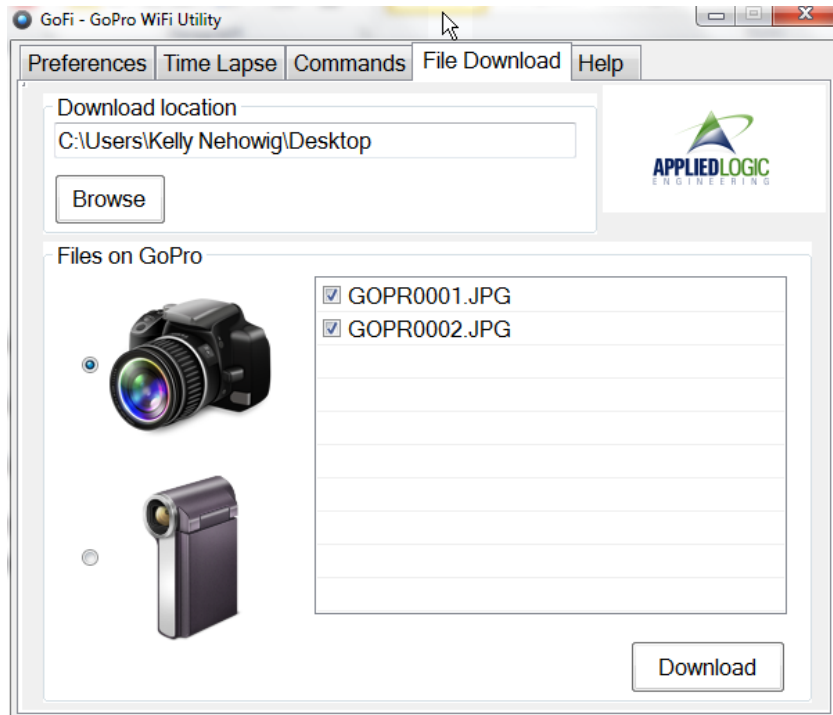 GoFi - GoPro WiFi Utility
Preferences Time Lapse Commands File Download Help
Download location
C:\Users\Kelly Nehowig\Desktop
Browse
APPLIEDLOGIC
ENGINEERING
Files on GoPro
GOPR0001.JPG
GOPR0002.JPG
Download